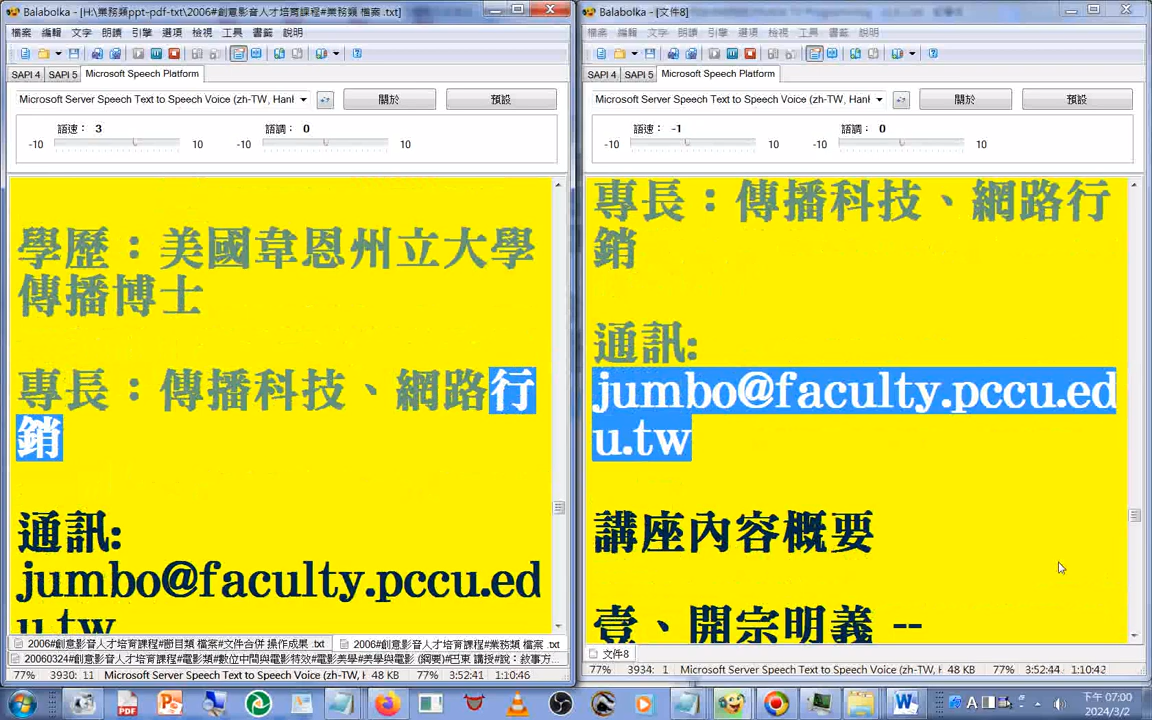 Balabolka - [H:\業務類ppt-pdf-txt\2006#創意影音人才培育課程#業務類 檔案 .txt]
檔案 編輯 文字 朗讀 引擎 選項 檢視 工具 書籤 說明
SAPI 4 SAPI 5 Microsoft Speech Platform
Microsoft Server Speech Text to Speech Voice (zh-TW, Hanl
關於 預設
語速： 3 語調： 0
-10 10 -10 10
學歷：美國韋恩州立大學
傳播博士
專長：傳播科技、網路行
銷
通訊:
jumbo@faculty.pccu.ed
u.tw
2006#創意影音人才培育課程#節目類 檔案#文件合併 操作成果 .txt
2006#創意影音人才培育課程#業務類 檔案 .txt
20060324#創意影音人才培育課程#電影類#數位中間與電影特效#電影美學#美學與電影 (綱要)#巴東 講授#說：敘事方...
77% 3930: 11 Microsoft Server Speech Text to Speech Voice (zh-TW, H 48 KB 77% 3:52:41 1:10:46
Balabolka - [文件8]
檔案 編輯 文字 朗讀 引擎 選項 檢視 工具 書籤 說明
SAPI 4 SAPI 5 Microsoft Speech Platform
Microsoft Server Speech Text to Speech Voice (zh-TW, Hanl
關於 預設
語速： -1 語調： 0
-10 10 -10 10
專長：傳播科技、網路行
銷
通訊:
jumbo@faculty.pccu.ed
u.tw
講座內容概要
壹、開宗明義 --
文件8
77% 3934: 1 Microsoft Server Speech Text to Speech Voice (zh-TW, H 48 KB 77% 3:52:44 1:10:42
下午 07:00
2024/3/2